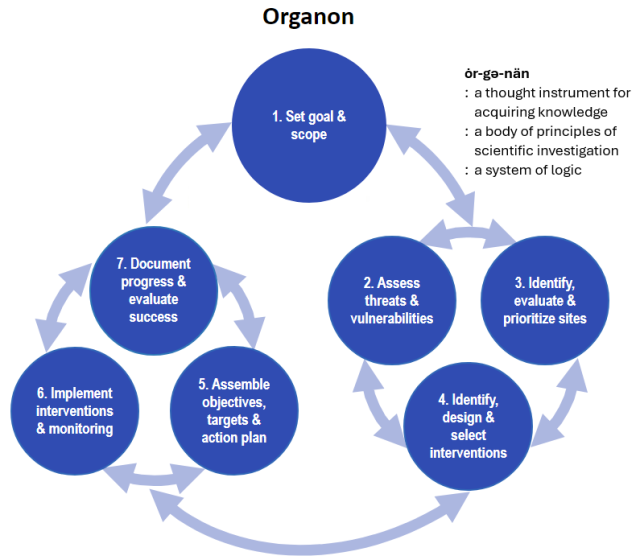 Organon
ȯr-gə-nän
: a thought instrument for
acquiring knowledge
: a body of principles of
scientific investigation
: a system of logic
1. Set goal &
scope
2. Assess
threats &
vulnerabilities
3. Identify,
evaluate &
prioritize sites
4. Identify,
design &
select
interventions
5. Assemble
objectives,
targets &
action plan
6. Implement
interventions
& monitoring
7. Document
progress &
evaluate
success